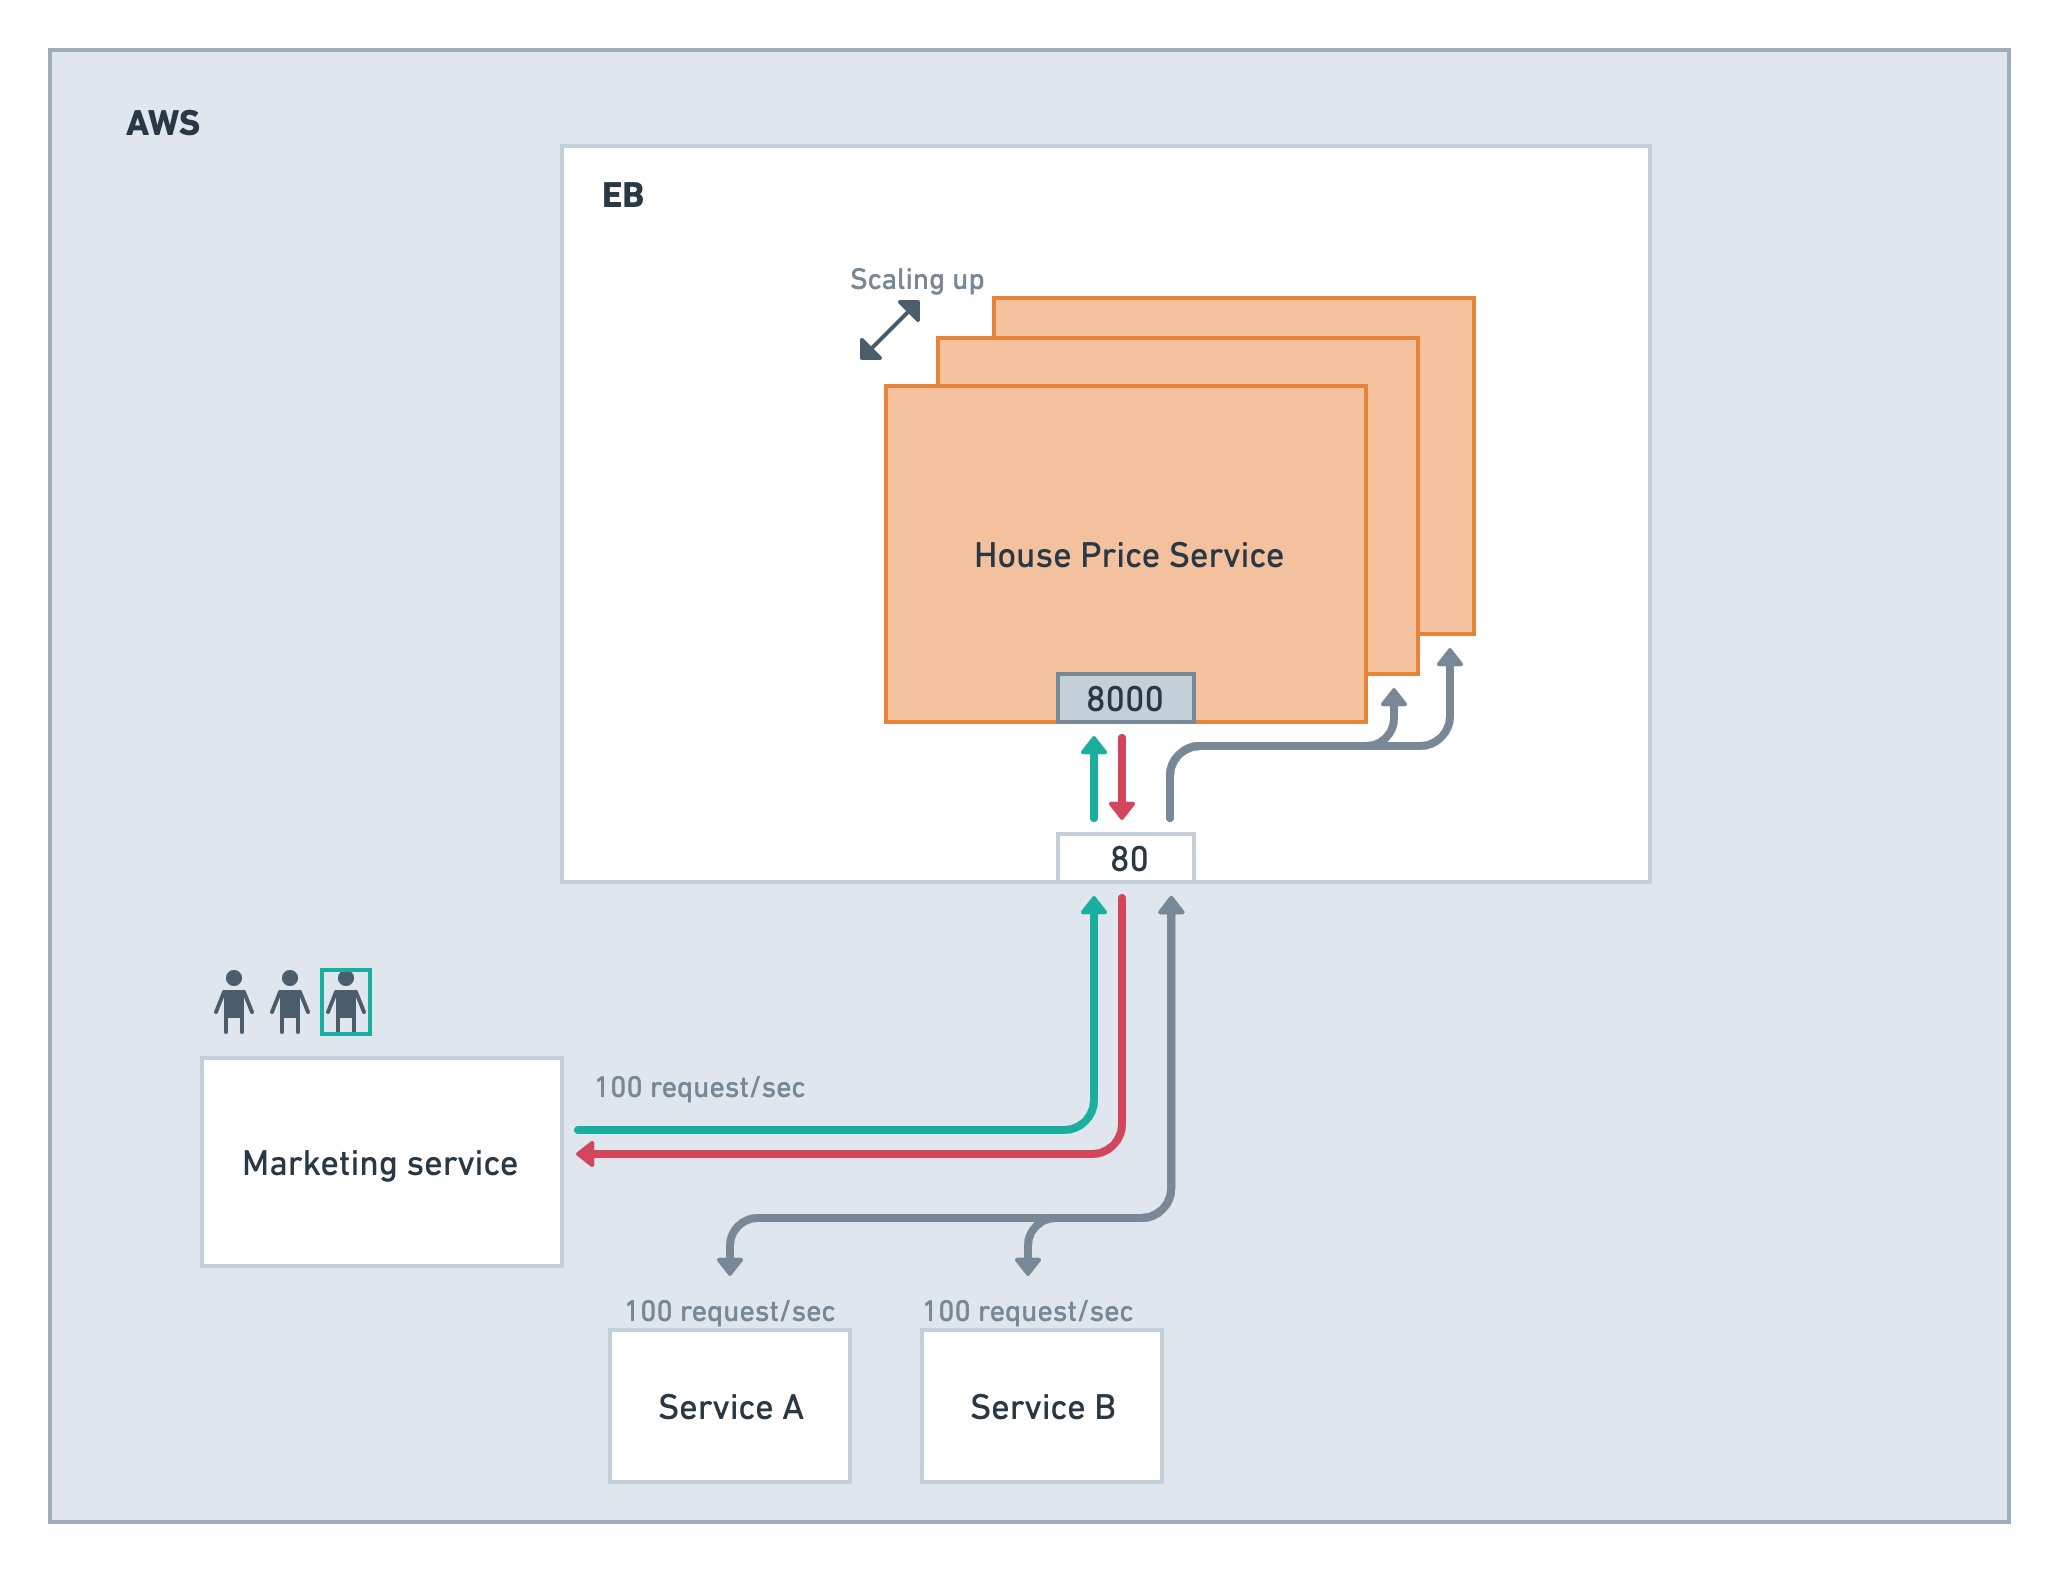 AWS
EB
Scaling up
House Price Service
8000
80
100 request/sec
Marketing service
100 request/sec
100 request/sec
Service A
Service B